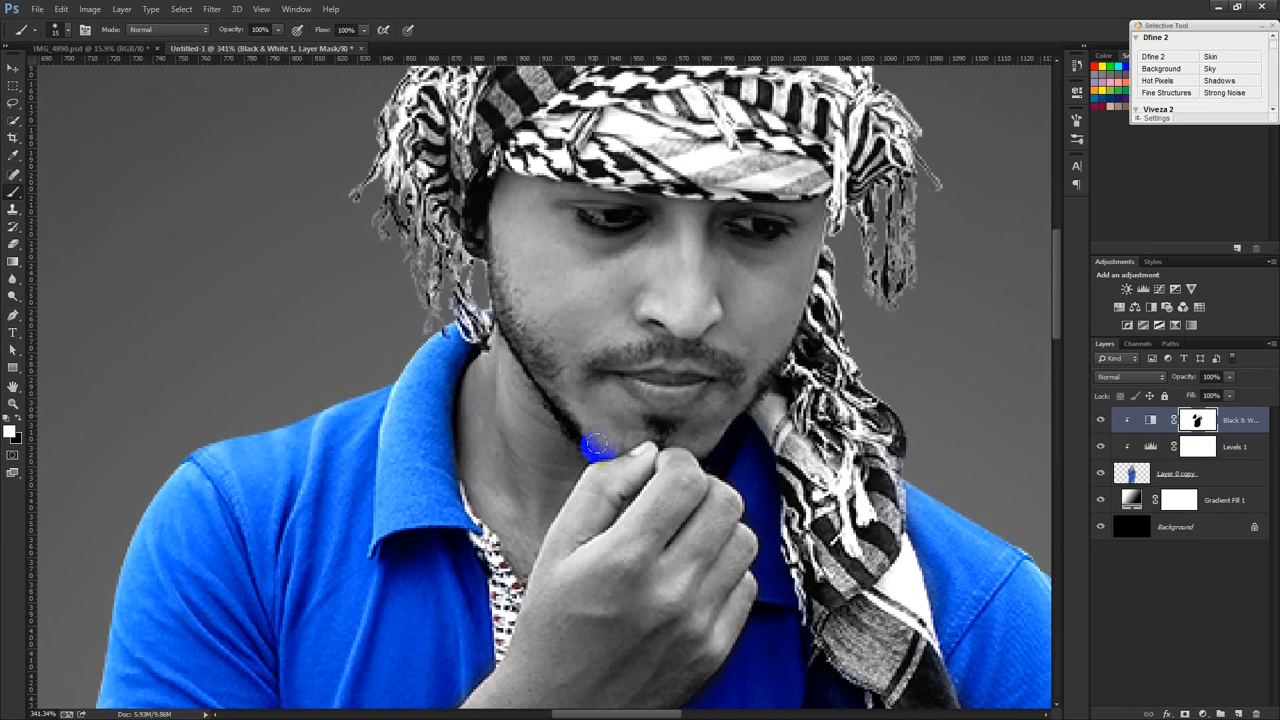 Ps File Edit Image Layer Type Select Filter 3D View Window Help
15 Mode: Normal Opacity: 100% Flow: 100%
IMG_4890.psd @ 15.9% (RGB/8) * × Untitled-1 @ 341% (Black & White 1, Layer Mask/8) * ×
Selective Tool
Dfine 2
Dfine 2 Skin
Background Sky
Hot Pixels Shadows
Fine Structures Strong Noise
Viveza 2
Settings
Color
Adjustments Styles
Add an adjustment
Layers Channels Paths
Kind
Normal Opacity: 100%
Lock: Fill: 100%
Black & W...
Levels 1
Layer 0 copy
Gradient Fill 1
Background
341.34% Doc: 5.93M/9.86M